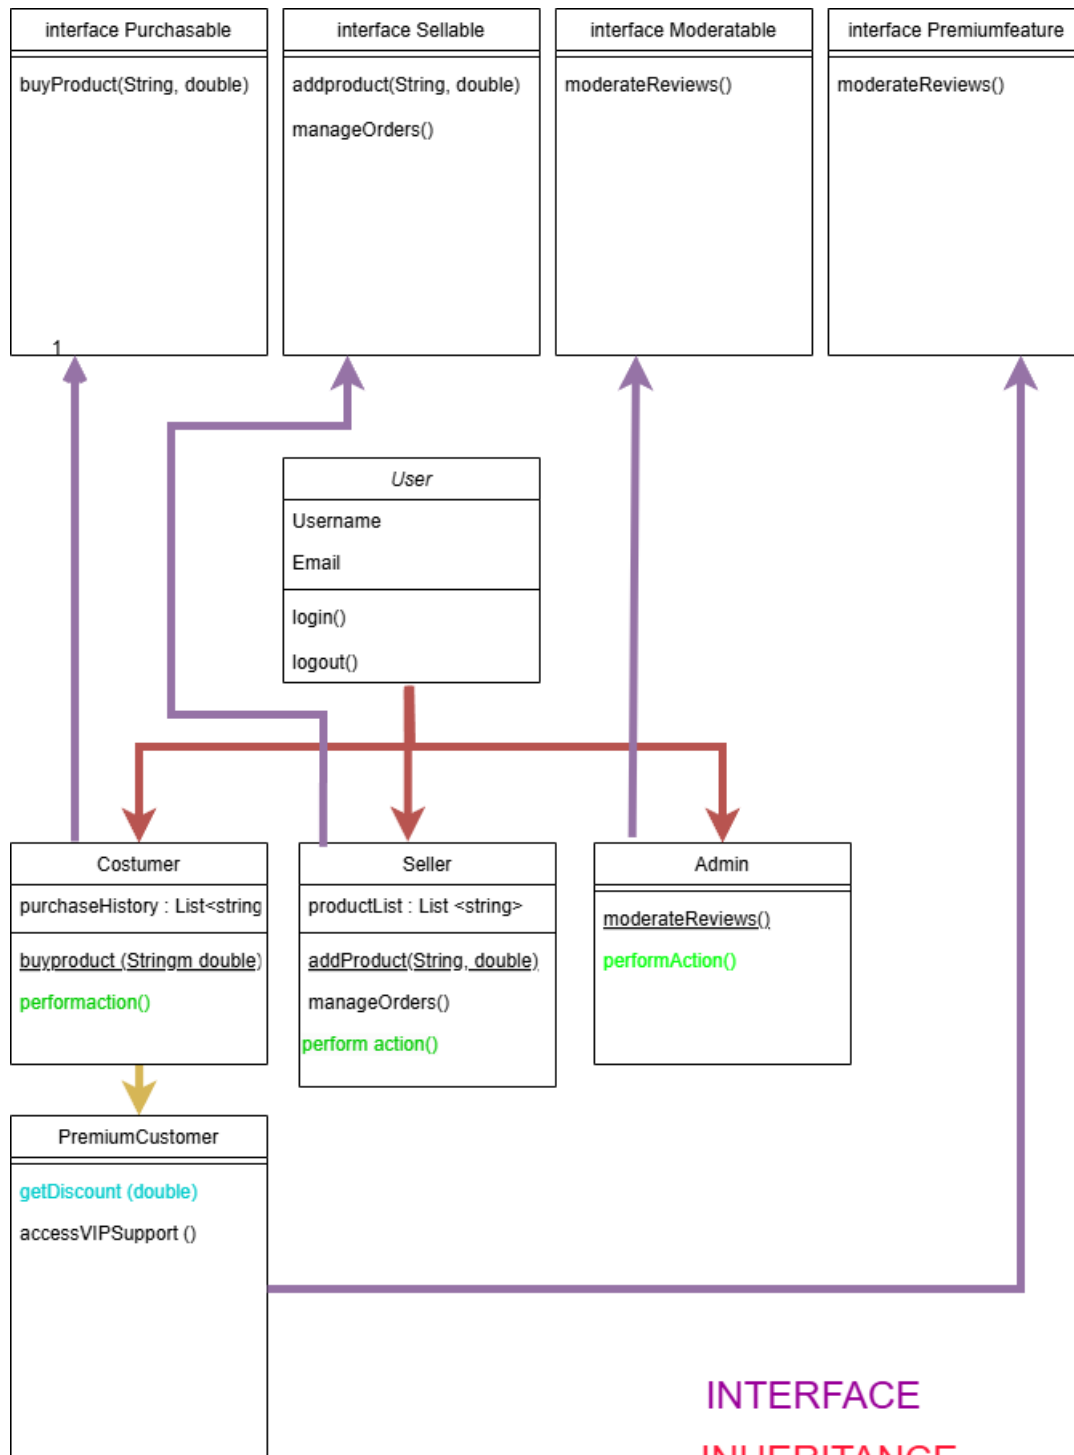 interface Purchasable
buyProduct(String, double)
1
interface Sellable
addproduct(String, double)
manageOrders()
interface Moderatable
moderateReviews()
interface Premiumfeature
moderateReviews()
User
Username
Email
login()
logout()
Costumer
purchaseHistory : List<string
buyproduct (Stringm double)
performaction()
Seller
productList : List <string>
addProduct(String, double)
manageOrders()
perform action()
Admin
moderateReviews()
performAction()
PremiumCustomer
getDiscount (double)
accessVIPSupport ()
INTERFACE
INHERITANCE